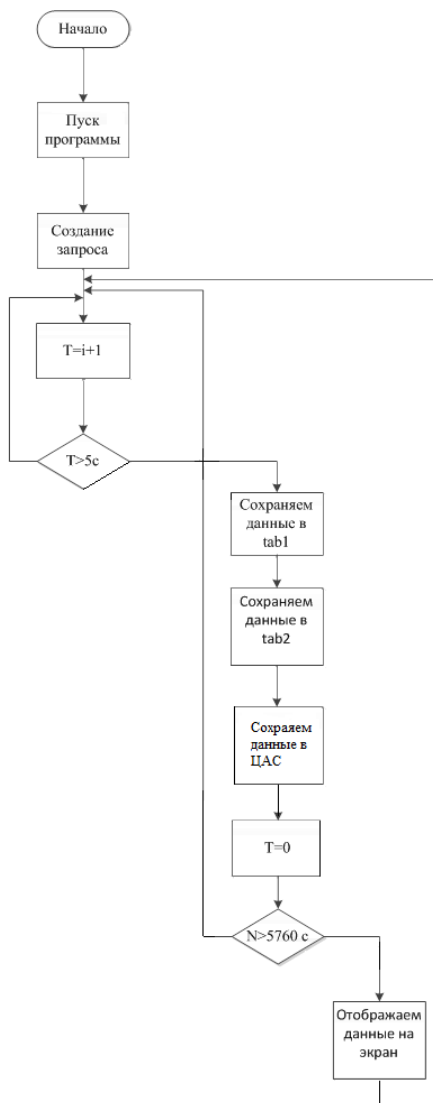 Начало
Пуск
программы
Создание
запроса
T=i+1
T>5с
Сохраняем
данные в
tab1
Сохраняем
данные в
tab2
Сохраяем
данные в
ЦАС
T=0
N>5760 с
Отображаем
данные на
экран